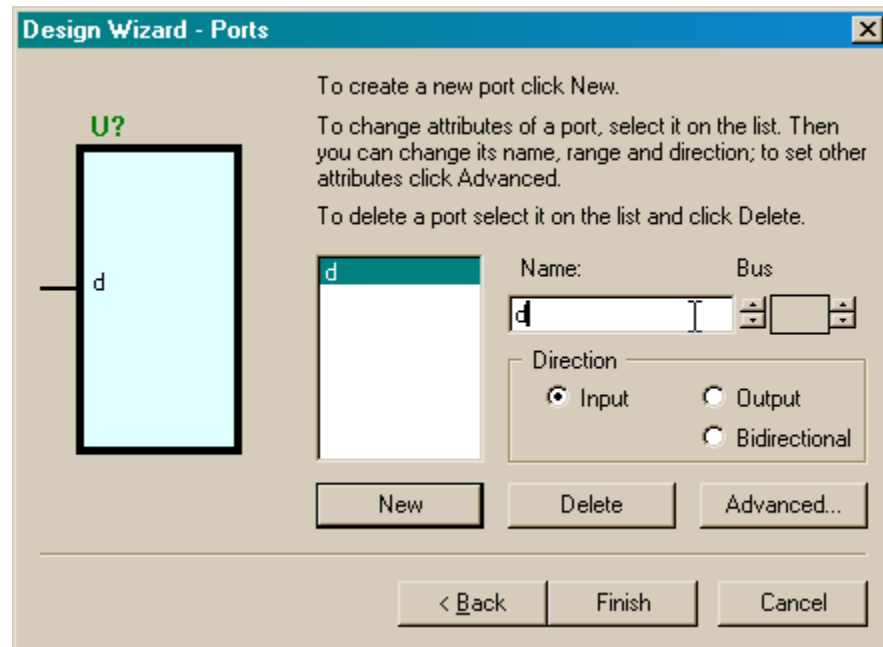 Design Wizard - Ports
To create a new port click New.
U?
To change attributes of a port, select it on the list. Then
you can change its name, range and direction; to set other
attributes click Advanced.
To delete a port select it on the list and click Delete.
d
d
Name:
Bus
d
Direction
Input
Output
Bidirectional
New
Delete
Advanced...
< Back
Finish
Cancel